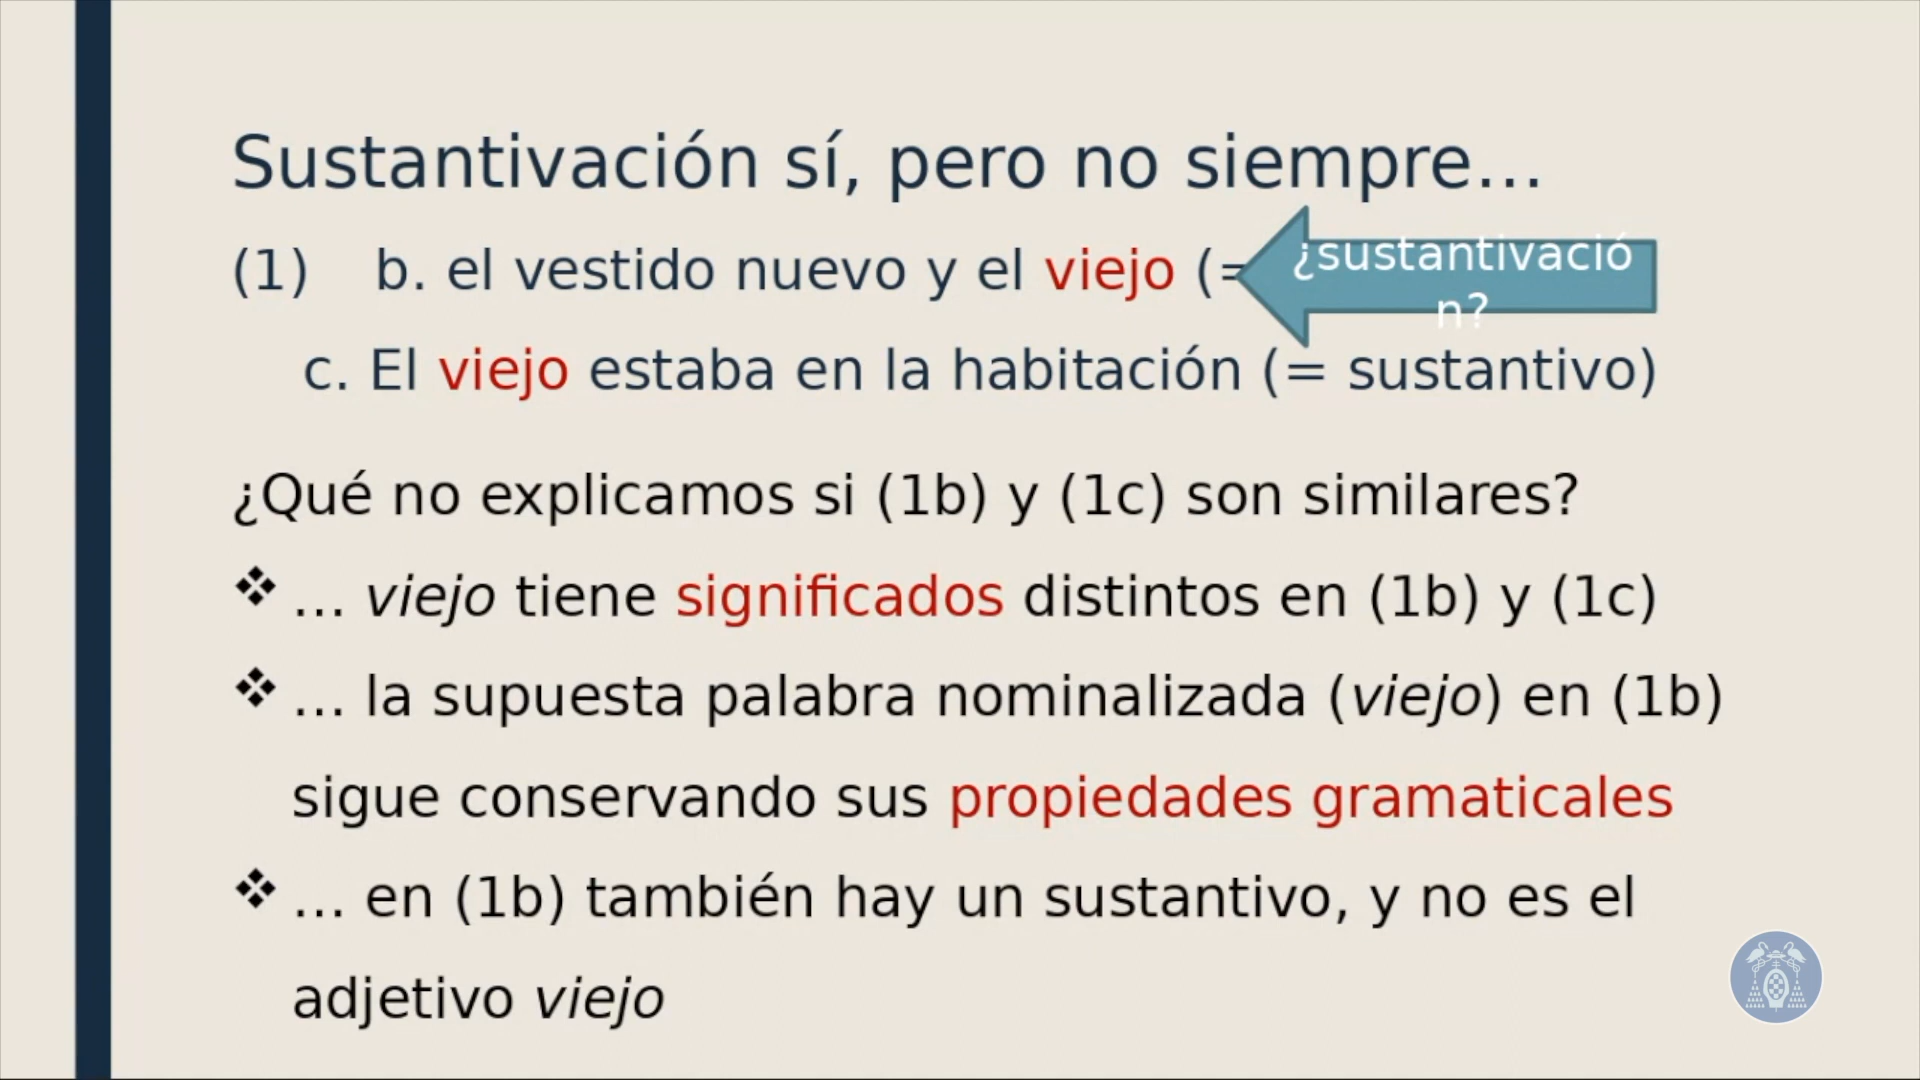 Sustantivación sí, pero no siempre...
(1) b. el vestido nuevo y el viejo (=
¿sustantivació
n?
c. El viejo estaba en la habitación (= sustantivo)
¿Qué no explicamos si (1b) y (1c) son similares?
❖ ... viejo tiene significados distintos en (1b) y (1c)
❖ ... la supuesta palabra nominalizada (viejo) en (1b)
sigue conservando sus propiedades gramaticales
❖ ... en (1b) también hay un sustantivo, y no es el
adjetivo viejo